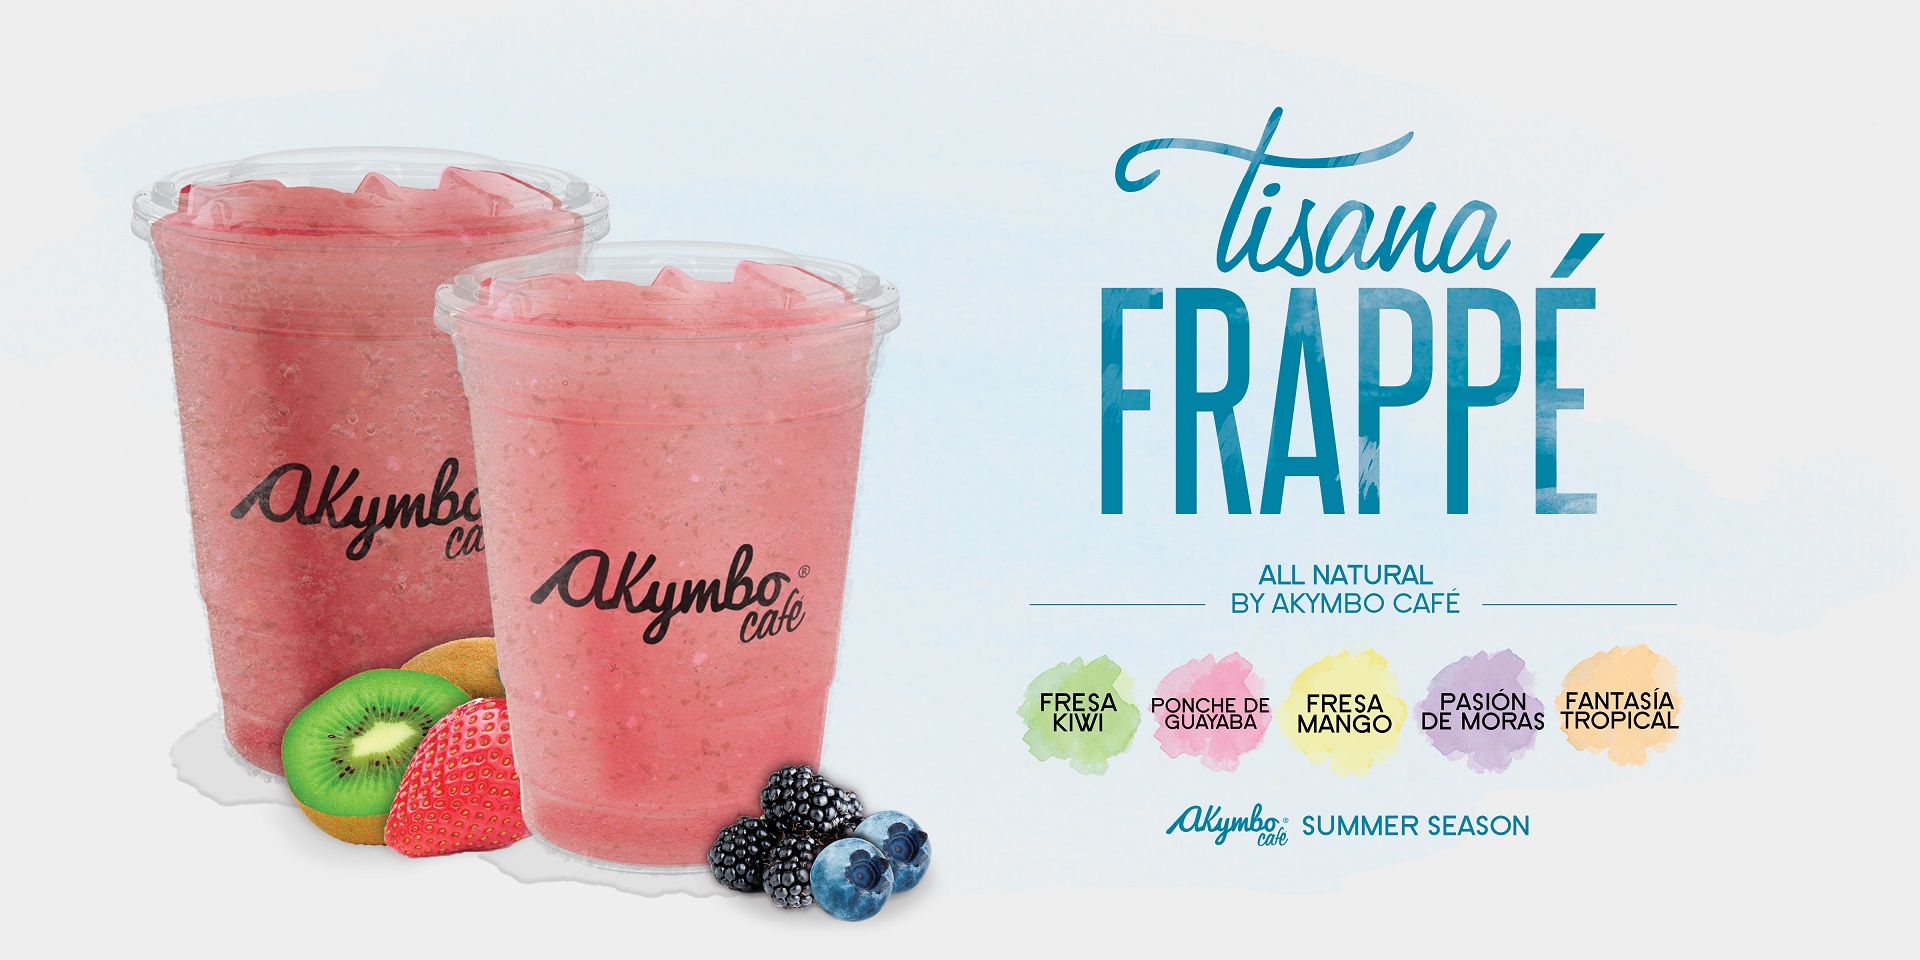 Akymbo
ca
Akymbo®
café
Tisana
FRAPPÉ
ALL NATURAL
BY AKYMBO CAFÉ
FRESA
KIWI
PONCHE DE
GUAYABA
FRESA
MANGO
PASIÓN
DE MORAS
FANTASÍA
TROPICAL
Akymbo® café SUMMER SEASON